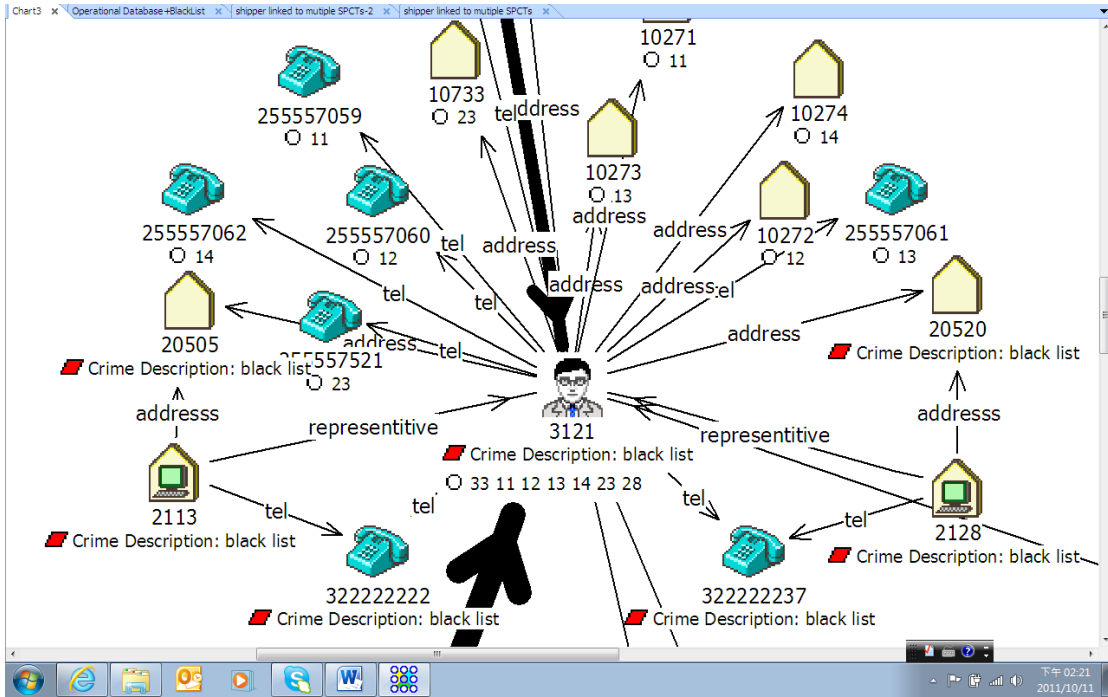 Chart3
Operational Database+BlackList
shipper linked to mutiple SPCTs-2
shipper linked to mutiple SPCTs
10271
11
10733
23
255557059
11
tel
address
10274
14
10273
13
address
255557062
14
255557060
12
tel
address
address
10272
12
255557061
13
tel
tel
address
address
tel
20505
Crime Description: black list
address
tel
23
address
20520
Crime Description: black list
addresss
representitive
3121
Crime Description: black list
33 11 12 13 14 23 28
representitive
addresss
2113
Crime Description: black list
tel
tel
322222222
Crime Description: black list
tel
tel
322222237
Crime Description: black list
2128
Crime Description: black list
下午 02:21
2011/10/11